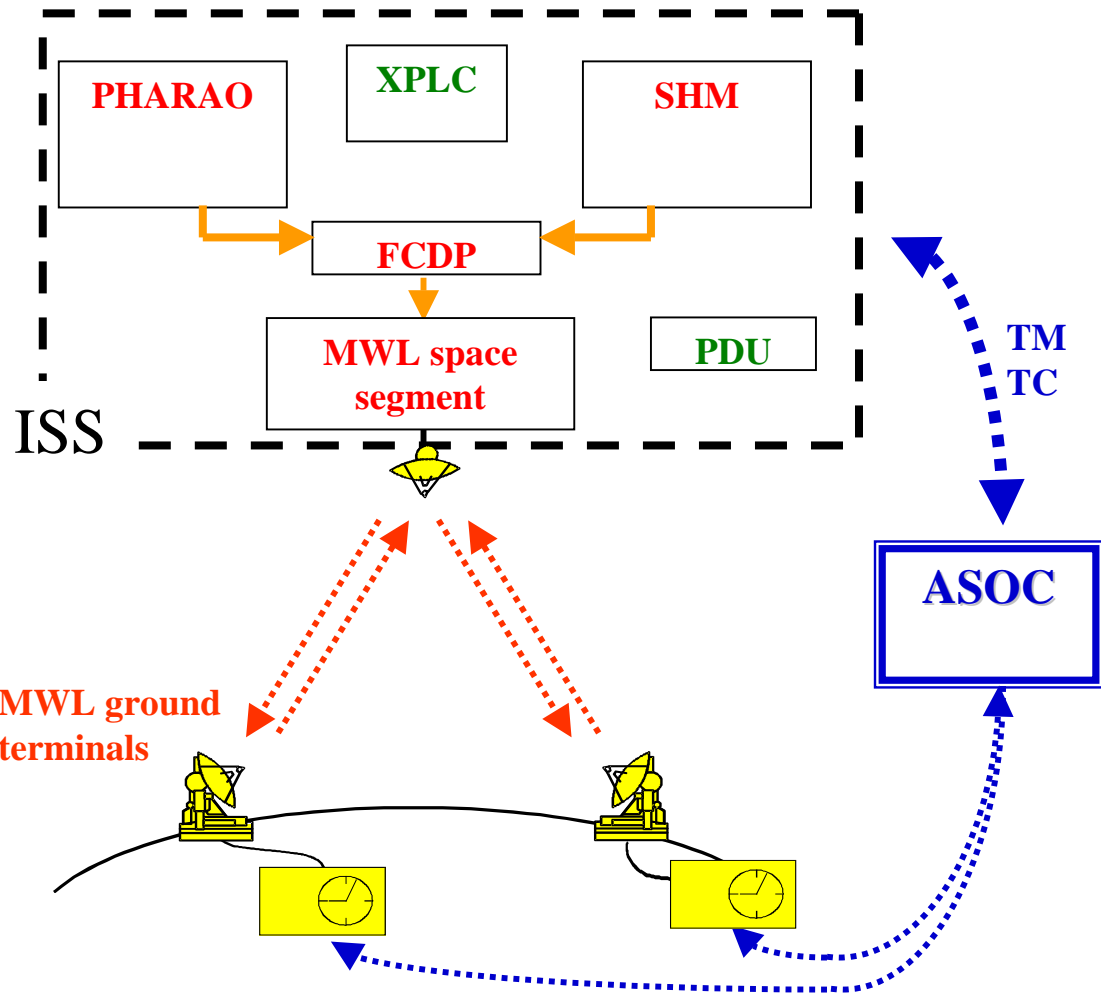 PHARAO
XPLC
SHM
FCDP
MWL space
segment
PDU
TM
TC
ISS
ASOC
MWL ground
terminals